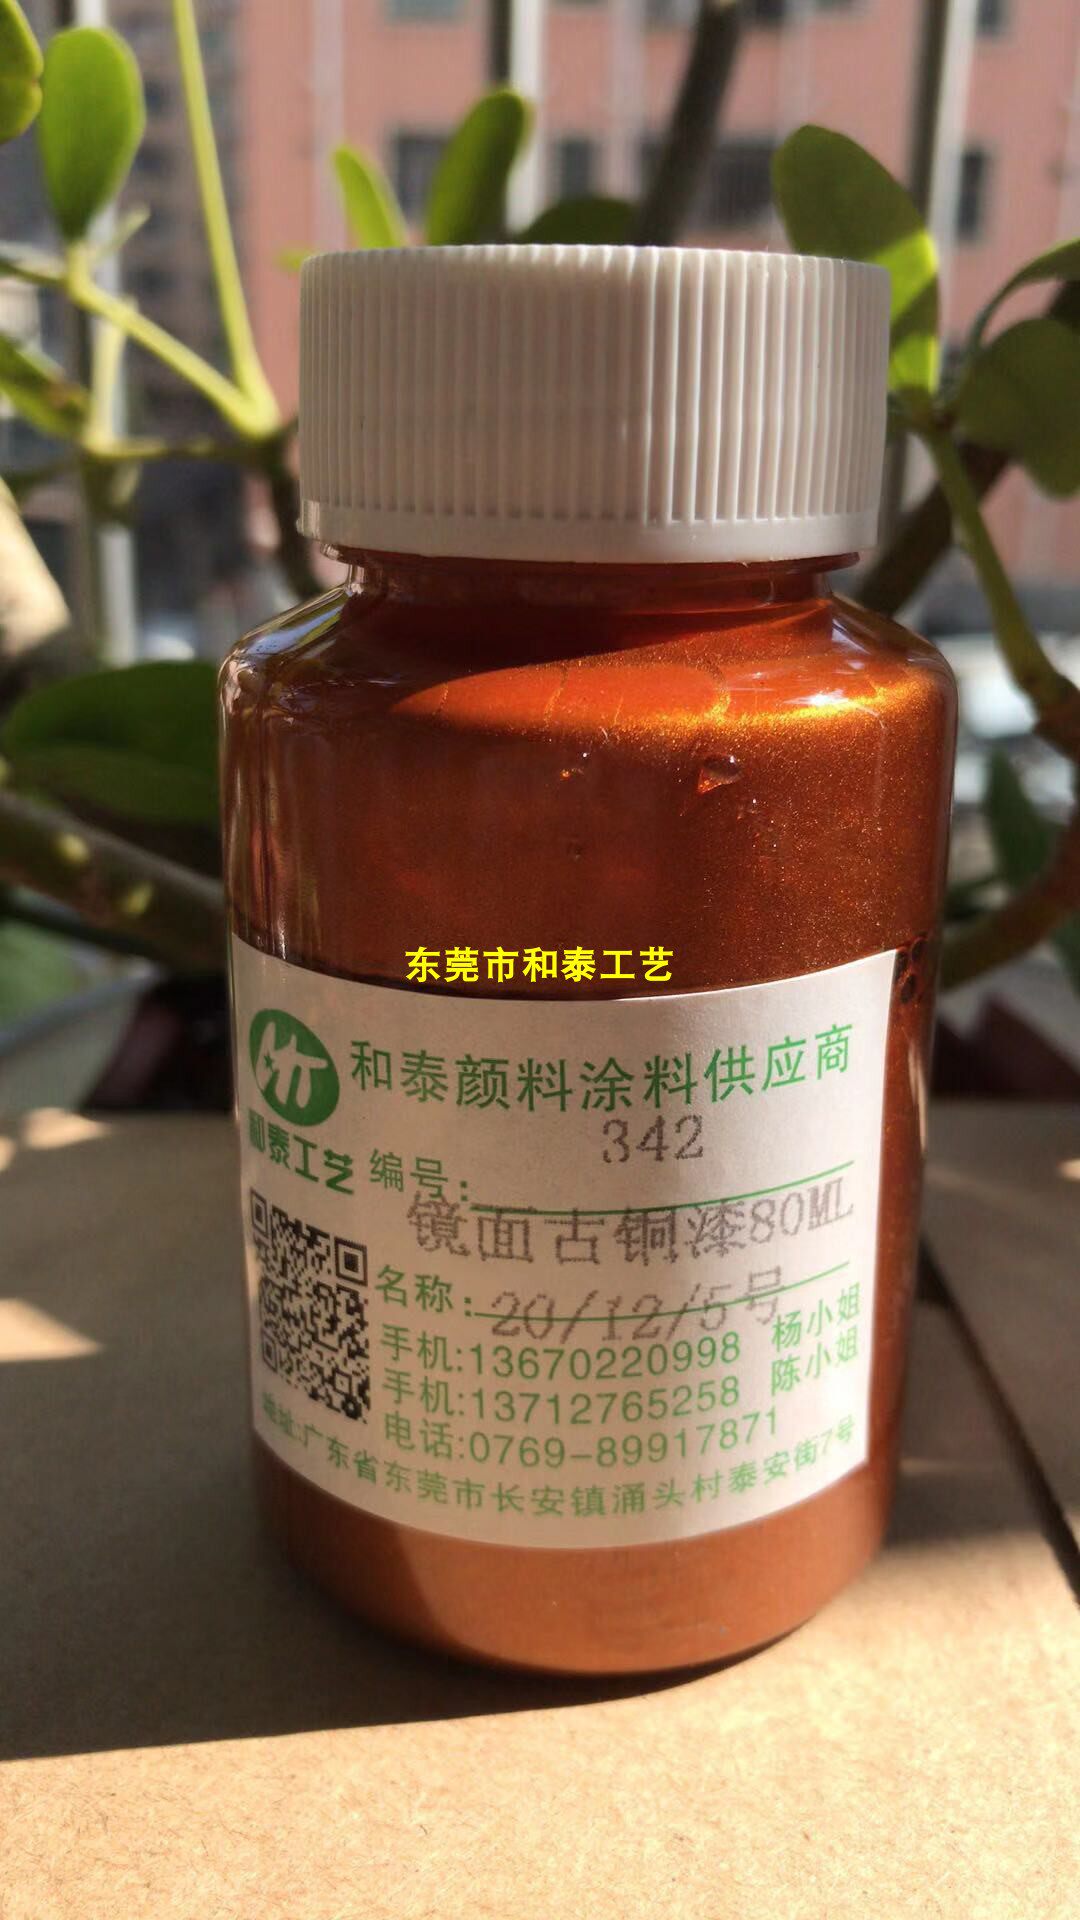 东莞市和泰工艺
和泰颜料涂料供应商
和泰工艺
编号: 342
镜面古铜漆80ML
名称: 20/12/5号
手机:13670220998 杨小姐
手机:13712765258 陈小姐
电话:0769-89917871
地址:广东省东莞市长安镇涌头村泰安街7号